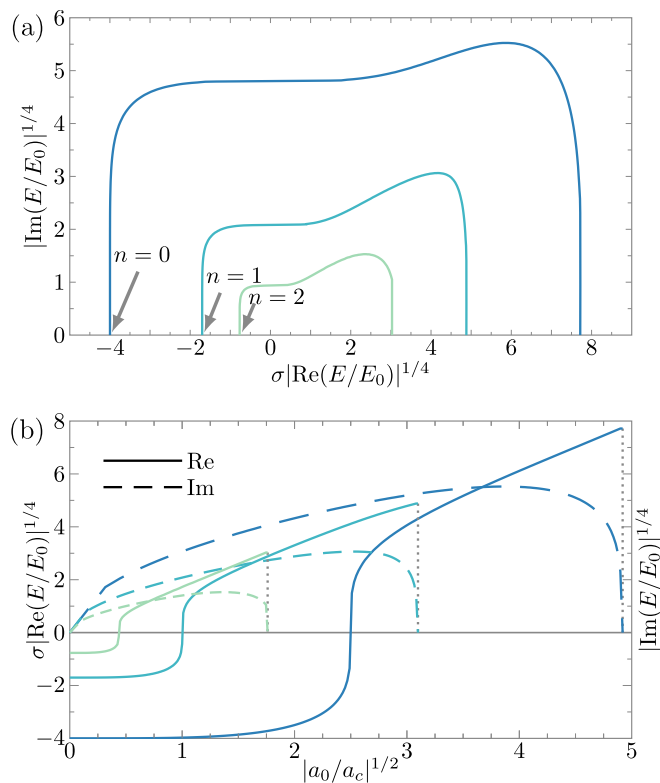 (a)
6
5
4
3
2
1
0
|Im(E/E₀)|^{1/4}
n = 0
n = 1
n = 2
−4 −2 0 2 4 6 8
σ|Re(E/E₀)|^{1/4}
(b)
8
6
4
2
0
−2
−4
σ|Re(E/E₀)|^{1/4}
Re
Im
|Im(E/E₀)|^{1/4}
0 1 2 3 4 5
|a₀/a_c|^{1/2}